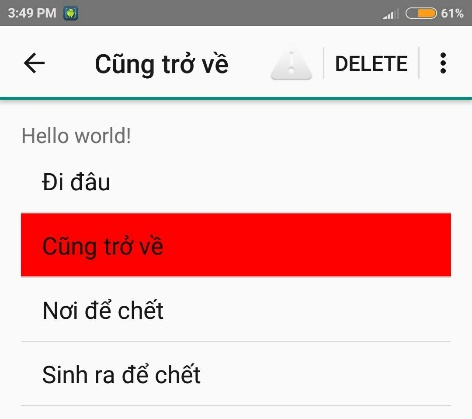 3:49 PM 61%
Cũng trở về DELETE
Hello world!
Đi đâu
Cũng trở về
Nơi để chết
Sinh ra để chết